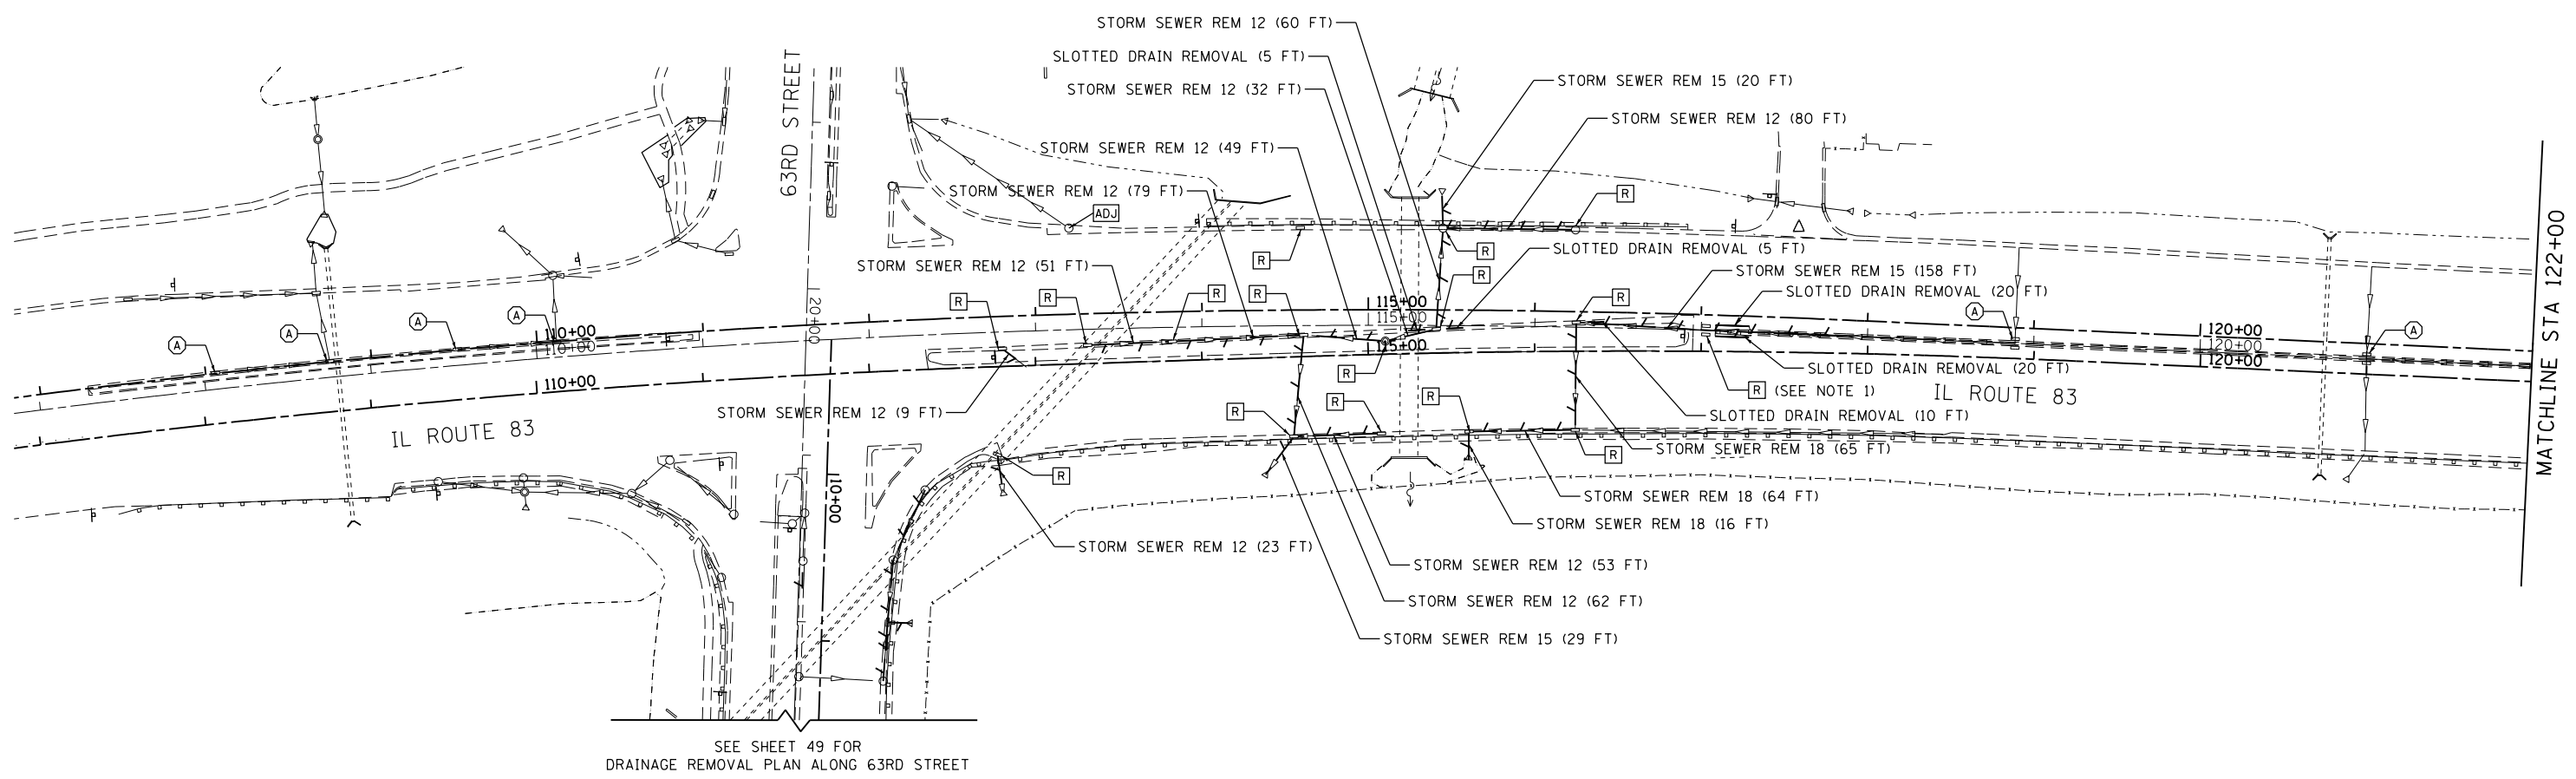 STORM SEWER REM 12 (60 FT)
SLOTTED DRAIN REMOVAL (5 FT)
STORM SEWER REM 12 (32 FT)
STORM SEWER REM 15 (20 FT)
STORM SEWER REM 12 (80 FT)
63RD STREET
STORM SEWER REM 12 (49 FT)
STORM SEWER REM 12 (79 FT)
R
ADJ
R
R
SLOTTED DRAIN REMOVAL (5 FT)
STORM SEWER REM 12 (51 FT)
R
STORM SEWER REM 15 (158 FT)
SLOTTED DRAIN REMOVAL (20 FT)
MATCHLINE STA 122+00
R
R
R
R
R
20+00
115+00
115+00
115+00
A
A
A
A
A
A
110+00
110+00
110+00
120+00
120+00
120+00
R
SLOTTED DRAIN REMOVAL (20 FT)
R (SEE NOTE 1)
IL ROUTE 83
STORM SEWER REM 12 (9 FT)
R
R
R
SLOTTED DRAIN REMOVAL (10 FT)
IL ROUTE 83
STORM SEWER REM 18 (65 FT)
R
R
10+00
STORM SEWER REM 18 (64 FT)
STORM SEWER REM 18 (16 FT)
STORM SEWER REM 12 (23 FT)
STORM SEWER REM 12 (53 FT)
STORM SEWER REM 12 (62 FT)
STORM SEWER REM 15 (29 FT)
SEE SHEET 49 FOR
DRAINAGE REMOVAL PLAN ALONG 63RD STREET